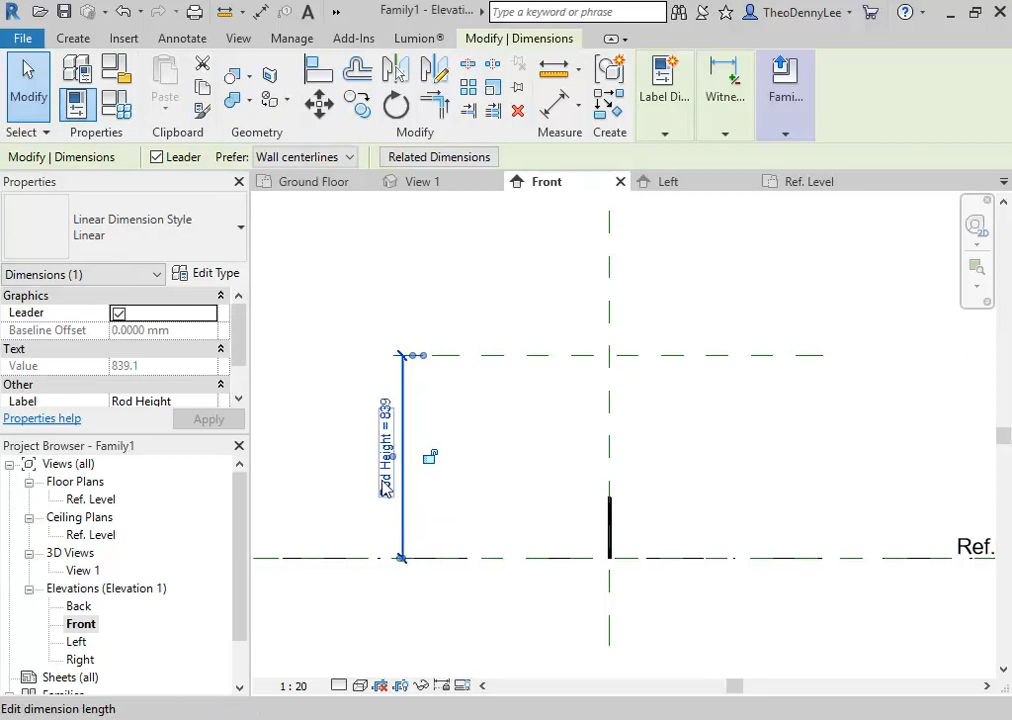 R
A
Family1 - Elevati...
Type a keyword or phrase
TheoDennyLee
?
File
Create
Insert
Annotate
View
Manage
Add-Ins
Lumion®
Modify | Dimensions
Modify
Paste
Label Di...
Witne...
Fami...
Select
Properties
Clipboard
Geometry
Modify
Measure
Create
Modify | Dimensions
Leader
Prefer:
Wall centerlines
Related Dimensions
Properties
Ground Floor
View 1
Front
Left
Ref. Level
Linear Dimension Style
Linear
Dimensions (1)
Edit Type
Graphics
Leader
Baseline Offset
0.0000 mm
Text
Value
839.1
Other
Label
Rod Height
Properties help
Apply
Project Browser - Family1
Views (all)
Floor Plans
Ref. Level
Ceiling Plans
Ref. Level
3D Views
View 1
Elevations (Elevation 1)
Back
Front
Left
Right
Sheets (all)
Families
Rod Height = 839
Ref.
2D
1 : 20
Edit dimension length